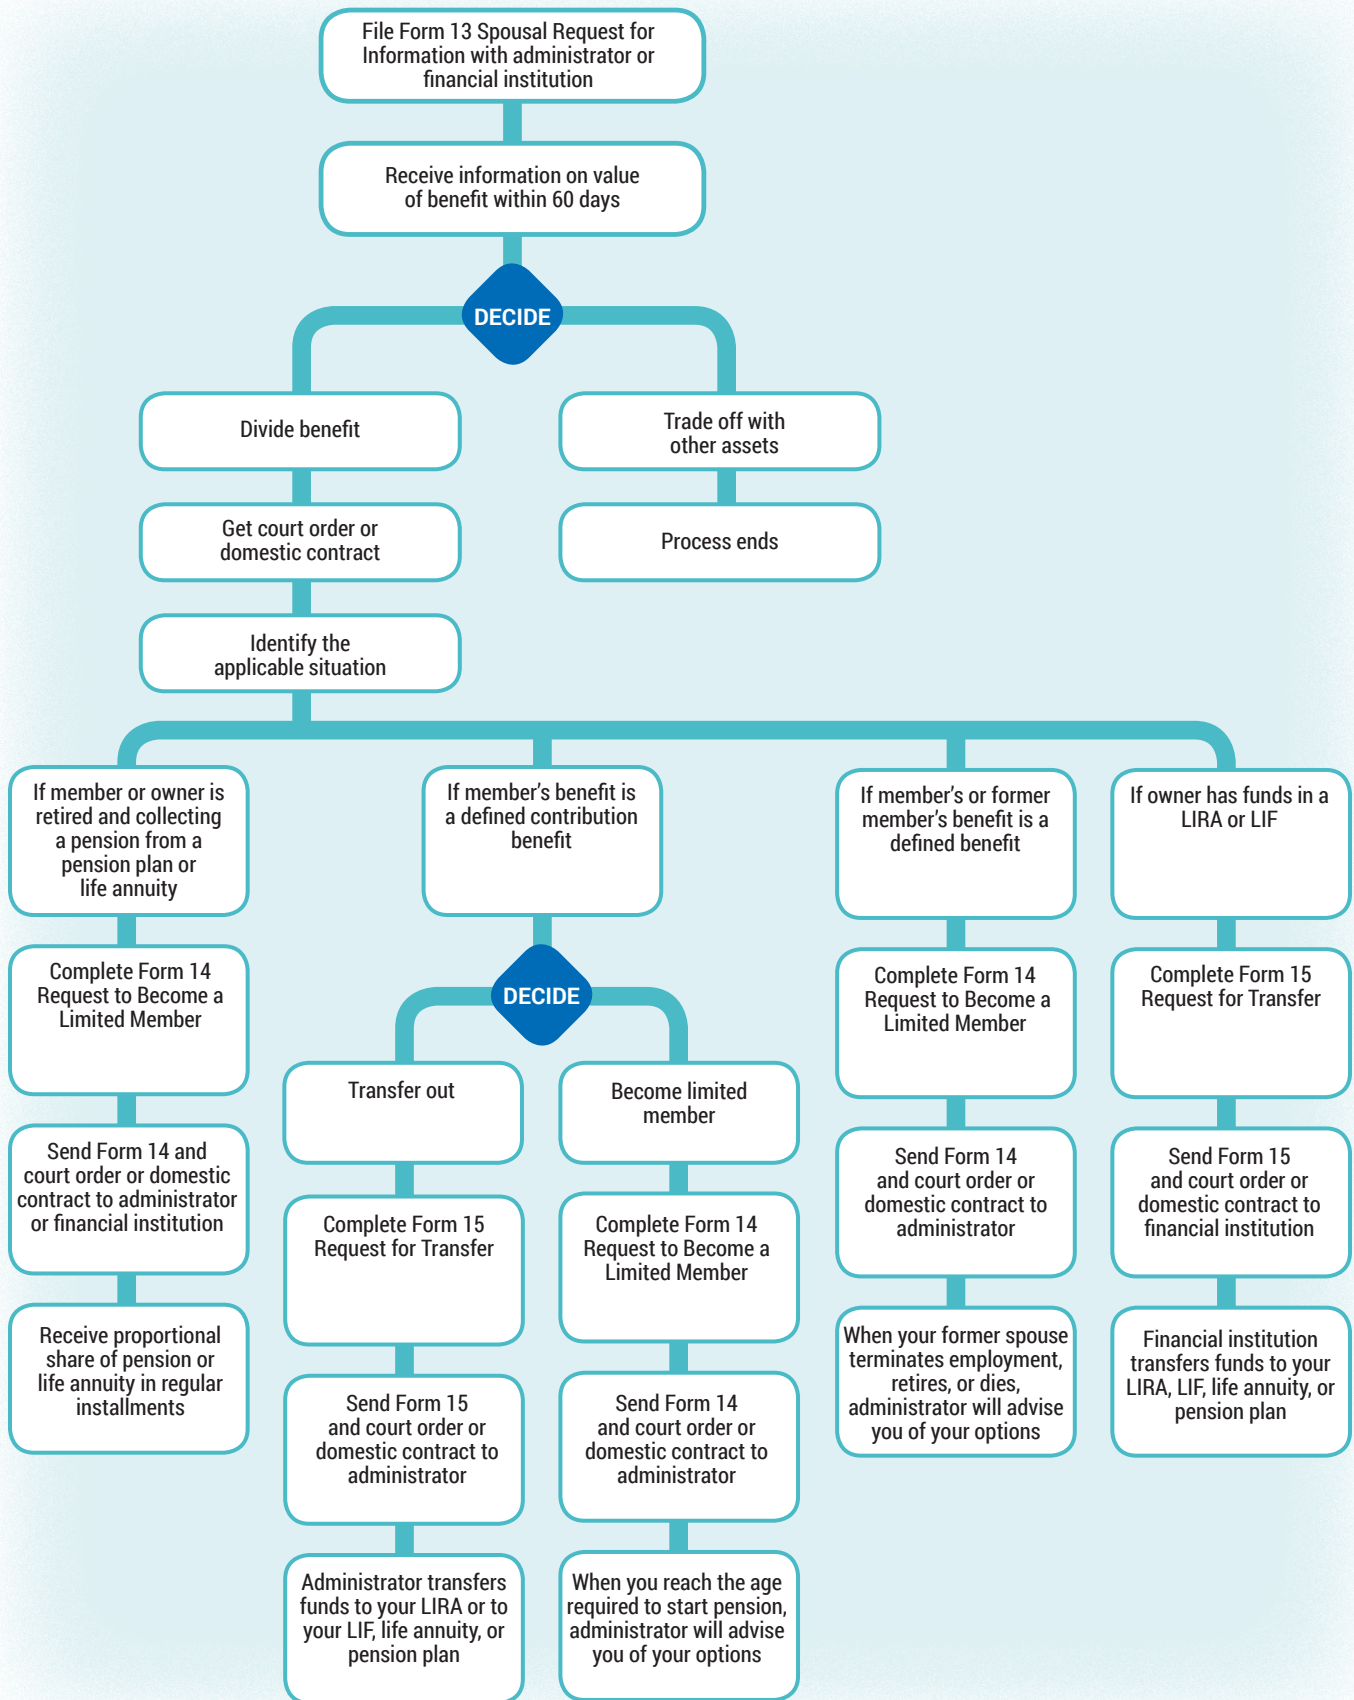 File Form 13 Spousal Request for
Information with administrator or
financial institution
Receive information on value
of benefit within 60 days
DECIDE
Divide benefit
Trade off with
other assets
Get court order or
domestic contract
Process ends
Identify the
applicable situation
If member or owner is
retired and collecting
a pension from a
pension plan or
life annuity
Complete Form 14
Request to Become a
Limited Member
Send Form 14 and
court order or domestic
contract to administrator
or financial institution
Receive proportional
share of pension or
life annuity in regular
installments
If member's benefit is
a defined contribution
benefit
DECIDE
Transfer out
Complete Form 15
Request for Transfer
Send Form 15
and court order or
domestic contract to
administrator
Administrator transfers
funds to your LIRA or to
your LIF, life annuity, or
pension plan
Become limited
member
Complete Form 14
Request to Become a
Limited Member
Send Form 14
and court order or
domestic contract to
administrator
When you reach the age
required to start pension,
administrator will advise
you of your options
If member's or former
member's benefit is a
defined benefit
Complete Form 14
Request to Become a
Limited Member
Send Form 14
and court order or
domestic contract to
administrator
When your former spouse
terminates employment,
retires, or dies,
administrator will advise
you of your options
If owner has funds in a
LIRA or LIF
Complete Form 15
Request for Transfer
Send Form 15
and court order or
domestic contract to
financial institution
Financial institution
transfers funds to your
LIRA, LIF, life annuity, or
pension plan